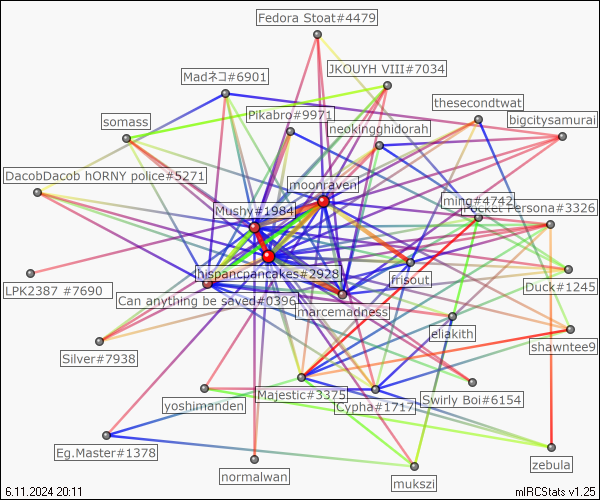 Fedora Stoat#4479
JKOUYH VIII#7034
Madネコ#6901
thesecondtwat
Pikabro#9971
bigcitysamurai
somass
neokingghidorah
DacobDacob hORNY police#5271
moonraven
ming#4742
Pocket Persona#3326
Mushy#1984
hispancpancakes#2928
frisout
LPK2387 #7690
Duck#1245
Can anything be saved#0396
marcemadness
eliakith
shawntee9
Silver#7938
Majestic#3375
Swirly Boi#6154
yoshimanden
Cypha#1717
Eg.Master#1378
zebula
normalwan
mukszi
6.11.2024 20:11
mIRCStats v1.25